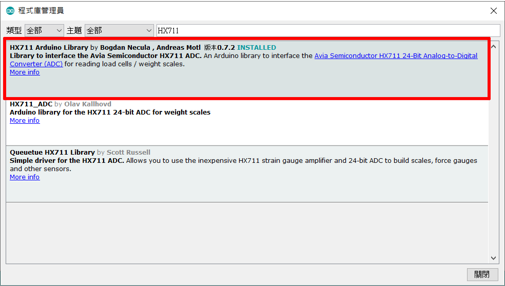 程式庫管理員
類型 全部 主題 全部 HX711
HX711 Arduino Library by Bogdan Necula , Andreas Motl 版本0.7.2 INSTALLED
Library to interface the Avia Semiconductor HX711 ADC. An Arduino library to interface the Avia Semiconductor HX711 24-Bit Analog-to-Digital
Converter (ADC) for reading load cells / weight scales.
More info
HX711_ADC by Olav Kallhovd
Arduino library for the HX711 24-bit ADC for weight scales
More info
Queuetue HX711 Library by Scott Russell
Simple driver for the HX711 ADC. Allows you to use the inexpensive HX711 strain gauge amplifier and 24-bit ADC to build scales, force gauges
and other sensors.
More info
關閉